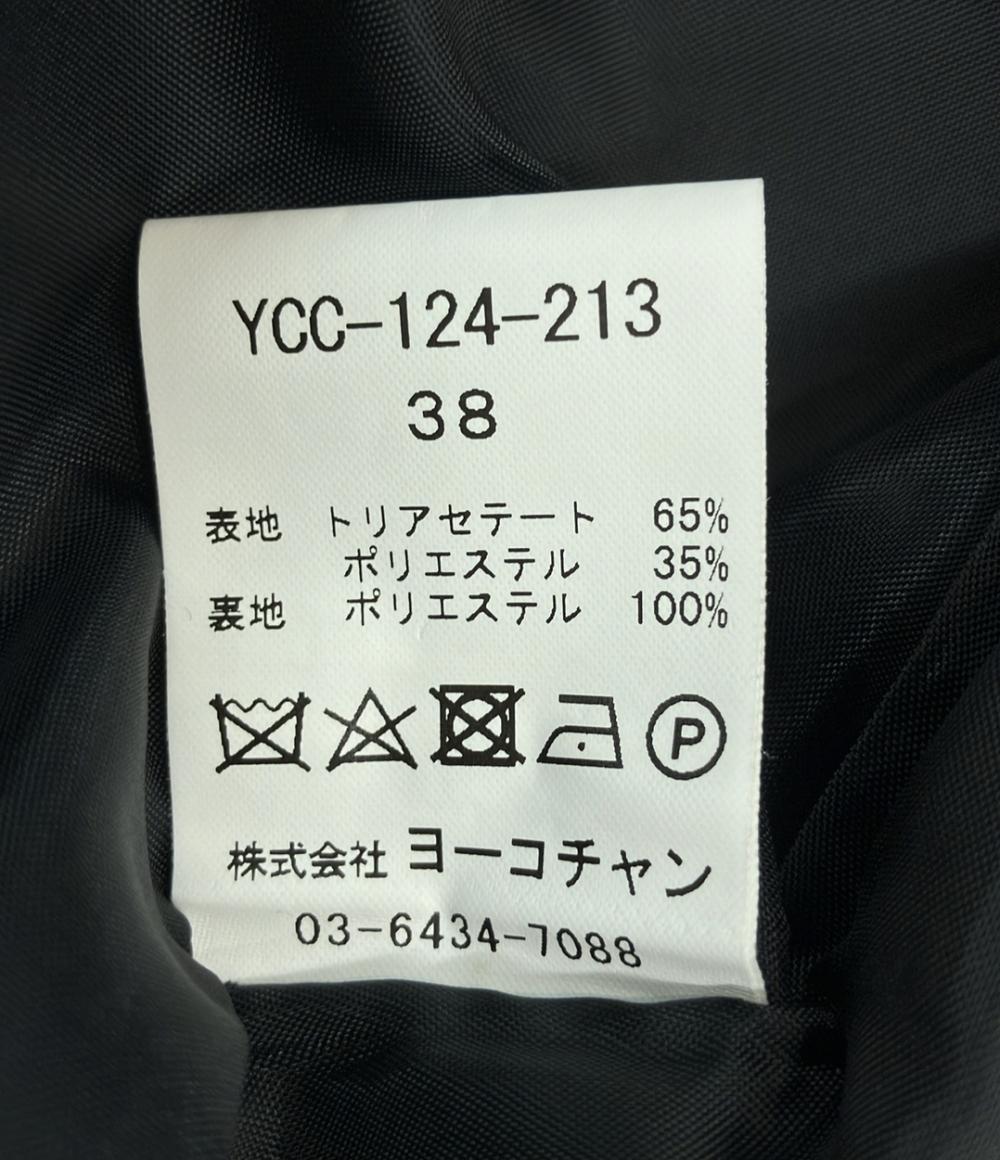 YCC-124-213
38
表地 トリアセテート 65%
ポリエステル 35%
裏地 ポリエステル 100%
P
株式会社 ヨーコチャン
03-6434-7088